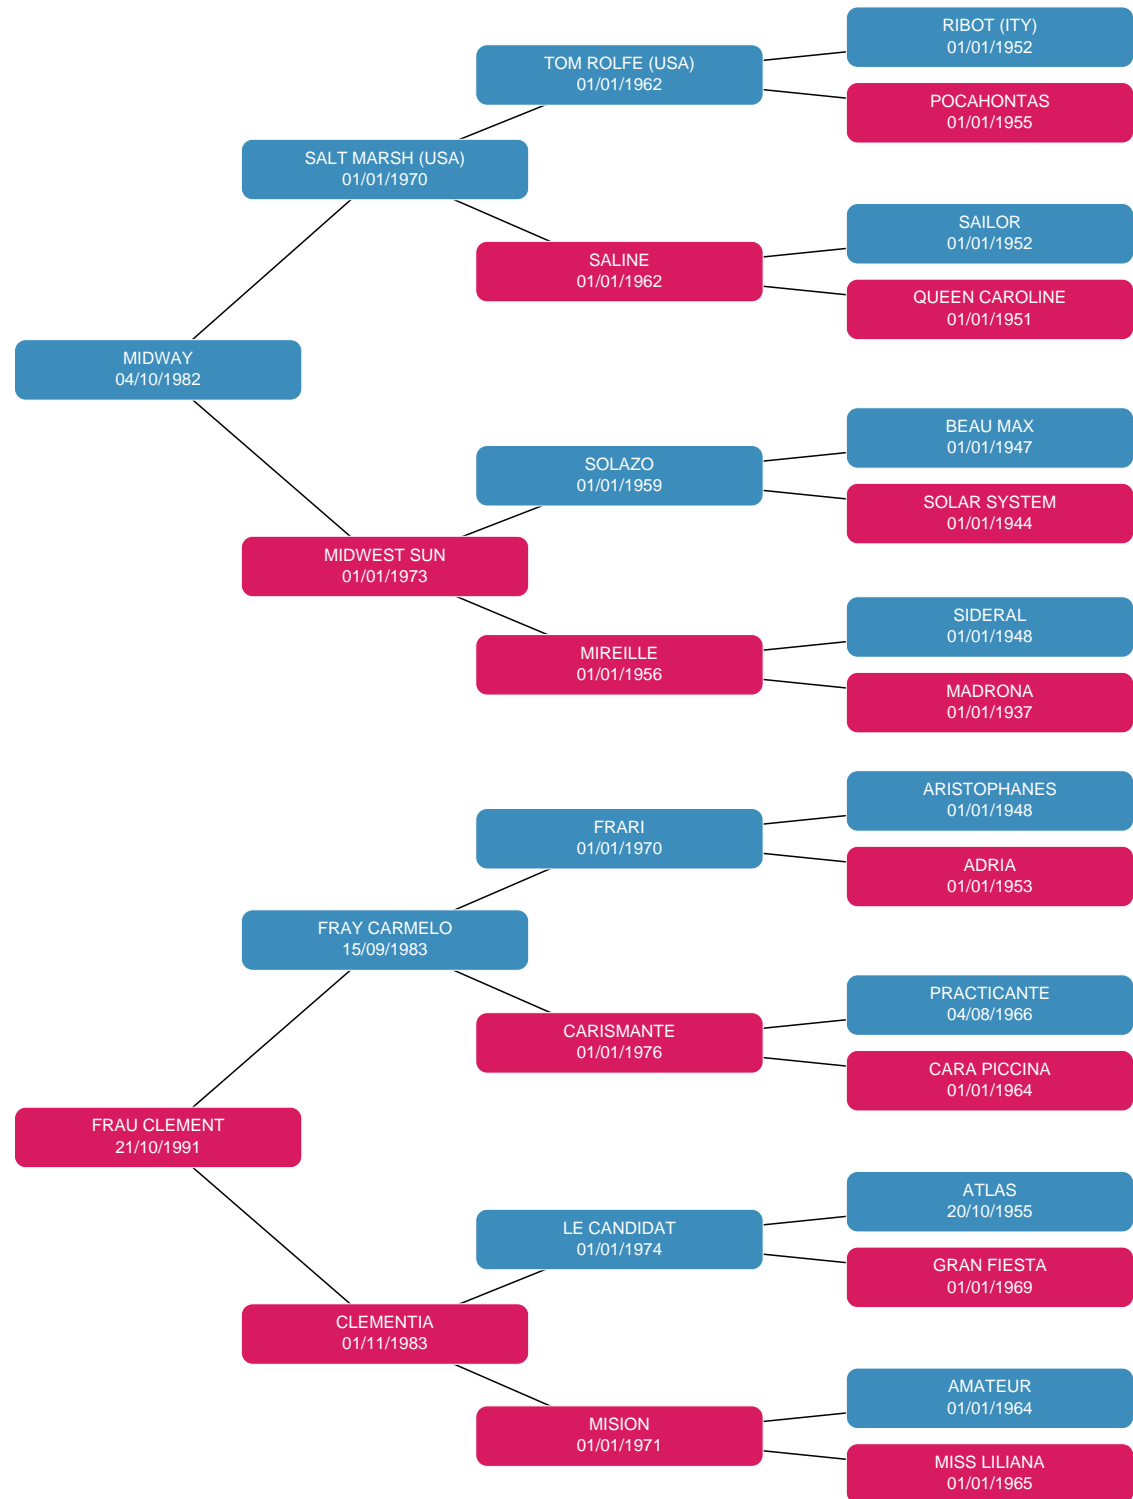 RIBOT (ITY)
01/01/1952
TOM ROLFE (USA)
01/01/1962
POCAHONTAS
01/01/1955
SALT MARSH (USA)
01/01/1970
SAILOR
01/01/1952
SALINE
01/01/1962
QUEEN CAROLINE
01/01/1951
MIDWAY
04/10/1982
BEAU MAX
01/01/1947
SOLAZO
01/01/1959
SOLAR SYSTEM
01/01/1944
MIDWEST SUN
01/01/1973
SIDERAL
01/01/1948
MIREILLE
01/01/1956
MADRONA
01/01/1937
ARISTOPHANES
01/01/1948
FRARI
01/01/1970
ADRIA
01/01/1953
FRAY CARMELO
15/09/1983
PRACTICANTE
04/08/1966
CARISMANTE
01/01/1976
CARA PICCINA
01/01/1964
FRAU CLEMENT
21/10/1991
ATLAS
20/10/1955
LE CANDIDAT
01/01/1974
GRAN FIESTA
01/01/1969
CLEMENTIA
01/11/1983
AMATEUR
01/01/1964
MISION
01/01/1971
MISS LILIANA
01/01/1965